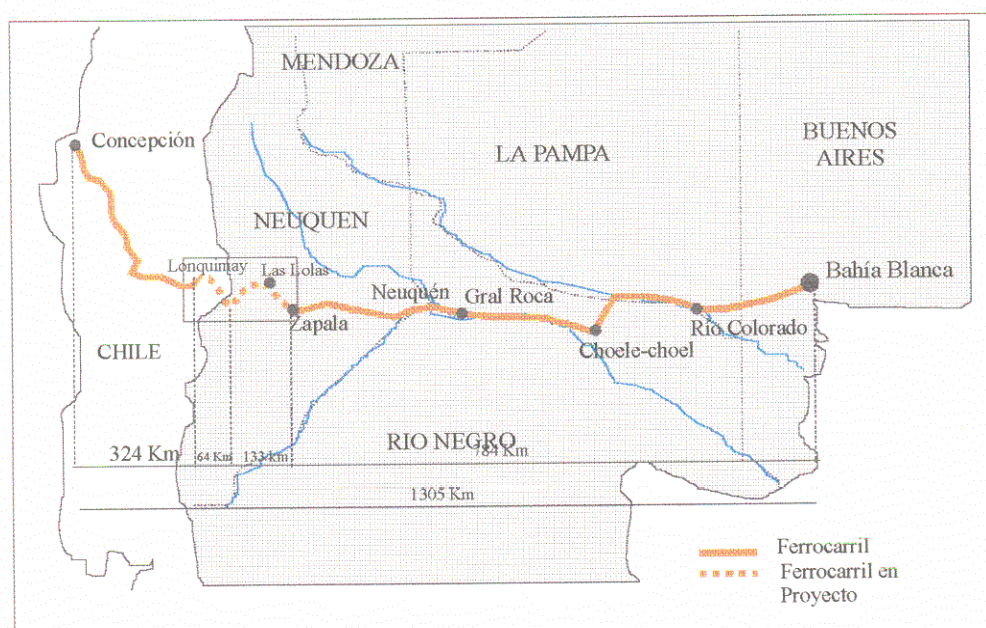 MENDOZA
BUENOS
AIRES
Concepción
LA PAMPA
NEUQUEN
Lonquimay
Las Lolas
Bahía Blanca
Neuquén
Gral Roca
Zapala
Rio Colorado
Choele-choel
CHILE
RIO NEGRO
324 Km
64 Km
133 km
784 Km
1305 Km
Ferrocarril
Ferrocarril en
Proyecto